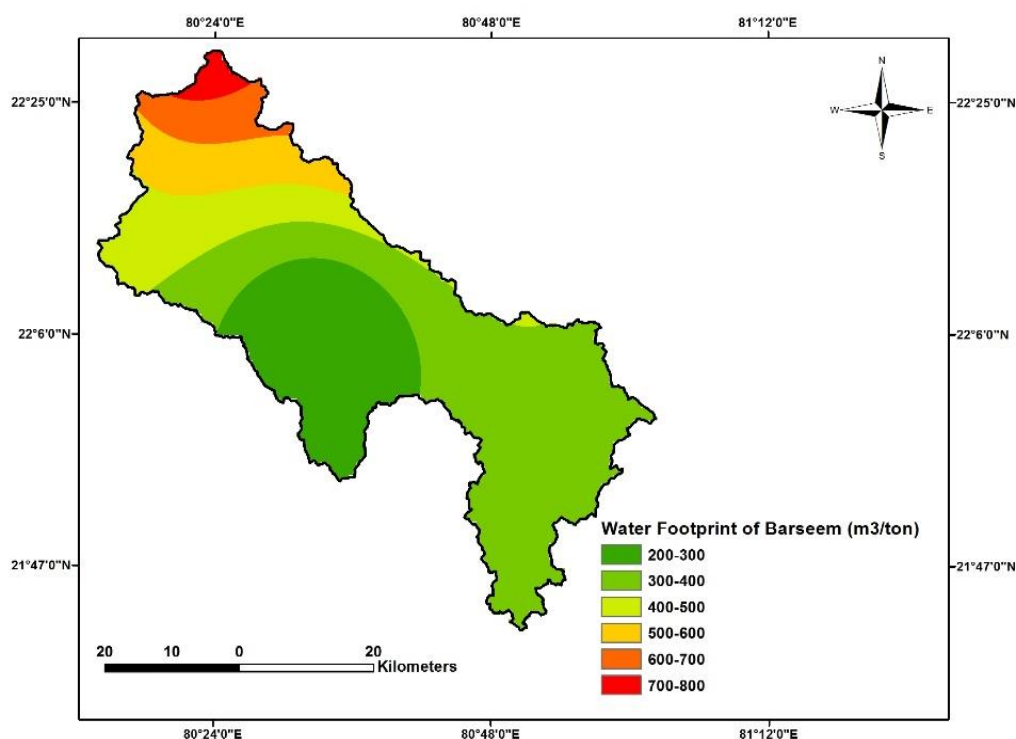 80°24'0"E 80°48'0"E 81°12'0"E
22°25'0"N 22°25'0"N
N
W E
S
22°6'0"N 22°6'0"N
21°47'0"N 21°47'0"N
Water Footprint of Barseem (m3/ton)
200-300
300-400
400-500
500-600
600-700
700-800
20 10 0 20
Kilometers
80°24'0"E 80°48'0"E 81°12'0"E